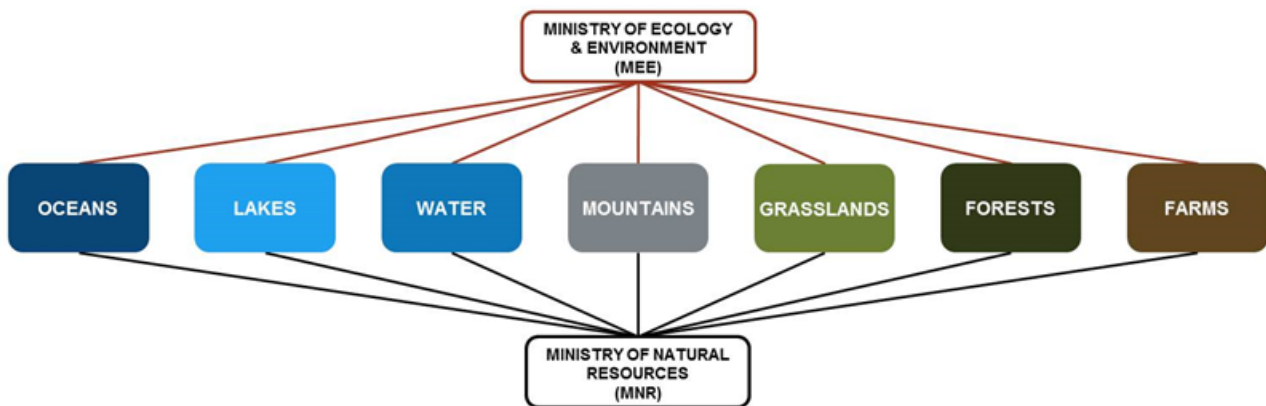 MINISTRY OF ECOLOGY
& ENVIRONMENT
(MEE)
OCEANS
LAKES
WATER
MOUNTAINS
GRASSLANDS
FORESTS
FARMS
MINISTRY OF NATURAL
RESOURCES
(MNR)